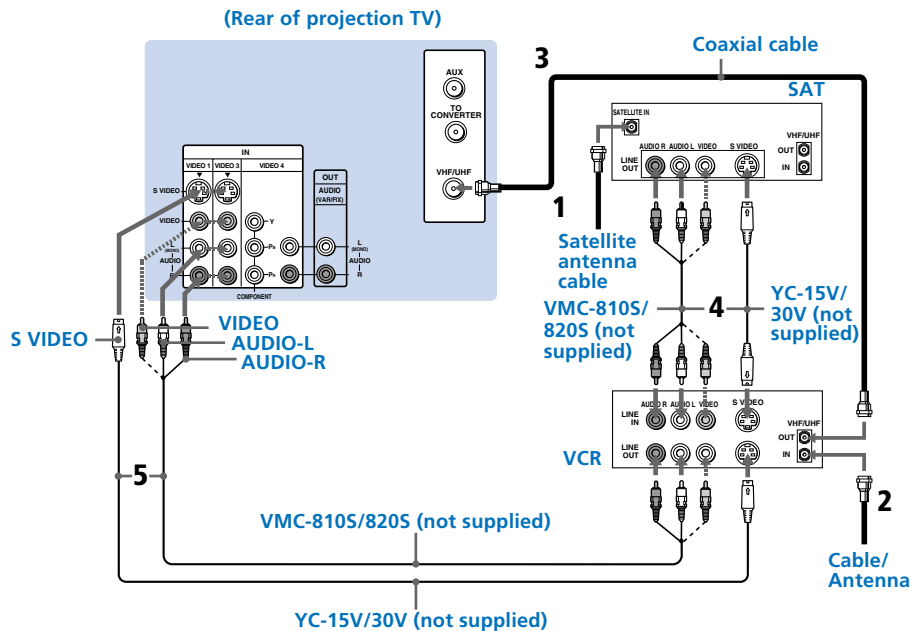 (Rear of projection TV)
3
Coaxial cable
SAT
AUX
TO
CONVERTER
VHF/UHF
SATELLITE IN
AUDIO R AUDIO L VIDEO S VIDEO
LINE
OUT
VHF/UHF
OUT
IN
IN
VIDEO 1 VIDEO 3 VIDEO 4
S VIDEO
VIDEO
L
(MONO)
AUDIO
R
Y
PB
PR
COMPONENT
OUT
AUDIO
(VAR/FIX)
L
(MONO)
AUDIO
R
1
Satellite
antenna
cable
VMC-810S/
820S (not
supplied)
4
YC-15V/
30V (not
supplied)
S VIDEO
VIDEO
AUDIO-L
AUDIO-R
AUDIO R AUDIO L VIDEO S VIDEO
LINE
IN
LINE
OUT
VHF/UHF
OUT
IN
VCR
5
2
VMC-810S/820S (not supplied)
Cable/
Antenna
YC-15V/30V (not supplied)